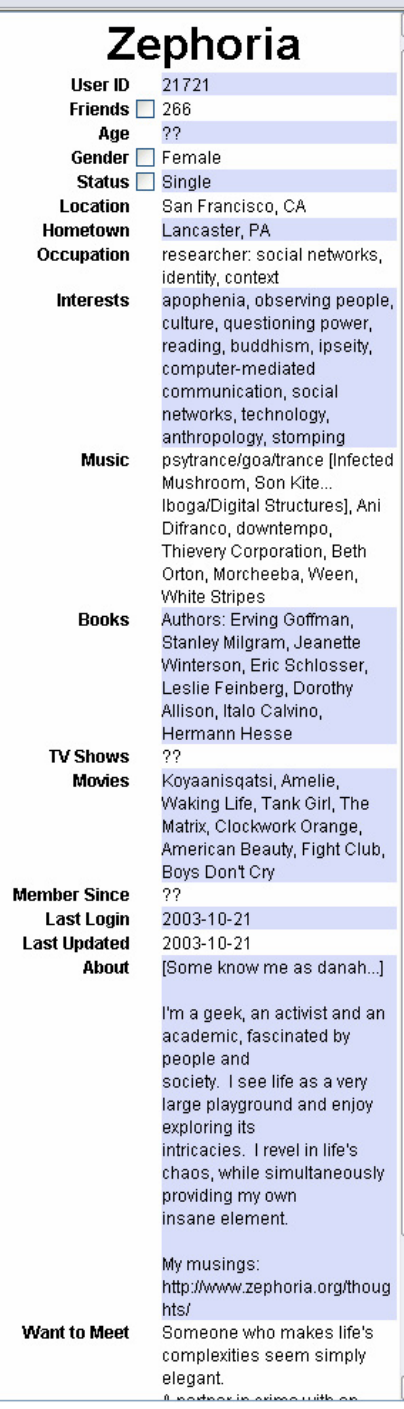 Zephoria
User ID 21721
Friends 266
Age ??
Gender Female
Status Single
Location San Francisco, CA
Hometown Lancaster, PA
Occupation researcher: social networks,
identity, context
Interests apophenia, observing people,
culture, questioning power,
reading, buddhism, ipseity,
computer-mediated
communication, social
networks, technology,
anthropology, stomping
Music psytrance/goa/trance [Infected
Mushroom, Son Kite...
Iboga/Digital Structures], Ani
Difranco, downtempo,
Thievery Corporation, Beth
Orton, Morcheeba, Ween,
White Stripes
Books Authors: Erving Goffman,
Stanley Milgram, Jeanette
Winterson, Eric Schlosser,
Leslie Feinberg, Dorothy
Allison, Italo Calvino,
Hermann Hesse
TV Shows ??
Movies Koyaanisqatsi, Amelie,
Waking Life, Tank Girl, The
Matrix, Clockwork Orange,
American Beauty, Fight Club,
Boys Don't Cry
Member Since ??
Last Login 2003-10-21
Last Updated 2003-10-21
About [Some know me as danah...]
I'm a geek, an activist and an
academic, fascinated by
people and
society. I see life as a very
large playground and enjoy
exploring its
intricacies. I revel in life's
chaos, while simultaneously
providing my own
insane element.
My musings:
http://www.zephoria.org/thoug
hts/
Want to Meet Someone who makes life's
complexities seem simply
elegant.